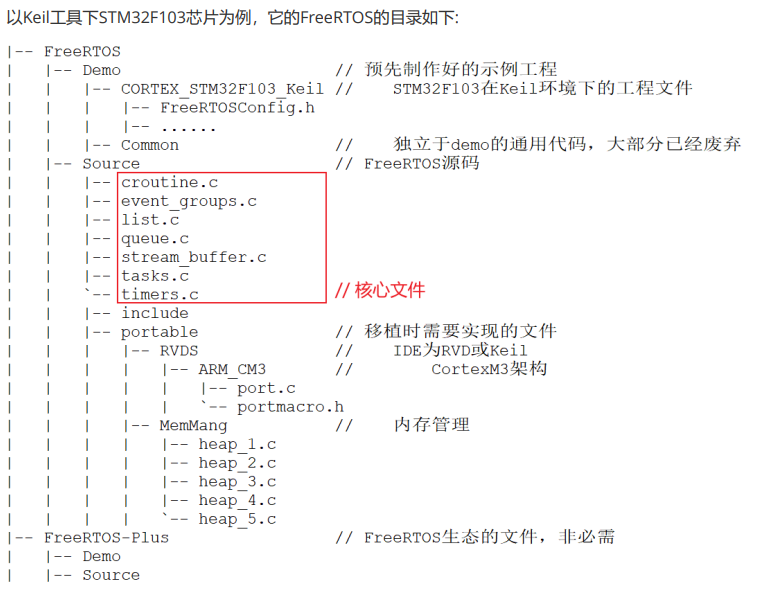 以Keil工具下STM32F103芯片为例，它的FreeRTOS的目录如下:
|-- FreeRTOS
|   |-- Demo                       // 预先制作好的示例工程
|   |   |-- CORTEX_STM32F103_Keil //    STM32F103在Keil环境下的工程文件
|   |   |   |-- FreeRTOSConfig.h
|   |   |   |-- ......
|   |   |-- Common                 //    独立于demo的通用代码，大部分已经废弃
|   |-- Source                     // FreeRTOS源码
|   |   |-- croutine.c
|   |   |-- event_groups.c
|   |   |-- list.c
|   |   |-- queue.c
|   |   |-- stream_buffer.c
|   |   |-- tasks.c
|   |   `-- timers.c               // 核心文件
|   |   |-- include
|   |   |-- portable               // 移植时需要实现的文件
|   |   |   |-- RVDS               //    IDE为RVD或Keil
|   |   |   |   |-- ARM_CM3        //        CortexM3架构
|   |   |   |   |   |-- port.c
|   |   |   |   |   `-- portmacro.h
|   |   |   |-- MemMang            //    内存管理
|   |   |   |   |-- heap_1.c
|   |   |   |   |-- heap_2.c
|   |   |   |   |-- heap_3.c
|   |   |   |   |-- heap_4.c
|   |   |   |   `-- heap_5.c
|-- FreeRTOS-Plus                  // FreeRTOS生态的文件，非必需
|   |-- Demo
|   |-- Source